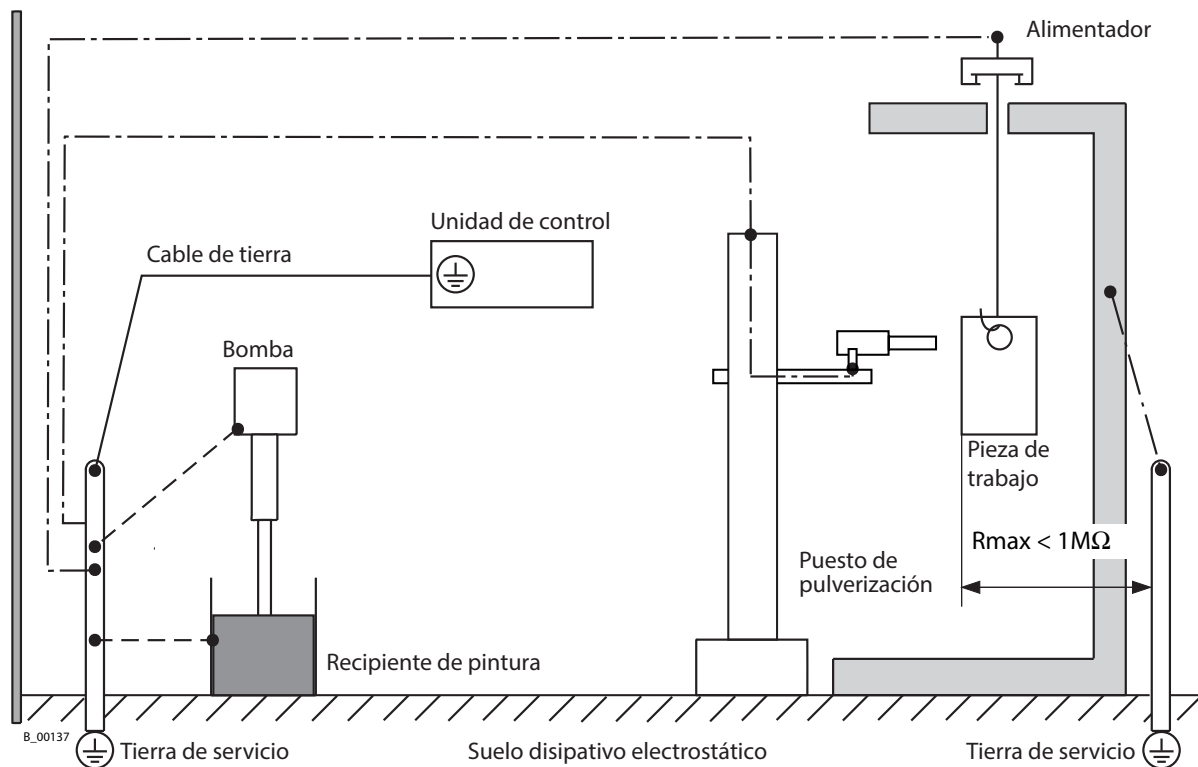 Alimentador
Unidad de control
Cable de tierra
Bomba
Pieza de
trabajo
Rmax < 1MΩ
Puesto de
pulverización
Recipiente de pintura
B_00137
Tierra de servicio
Suelo disipativo electrostático
Tierra de servicio